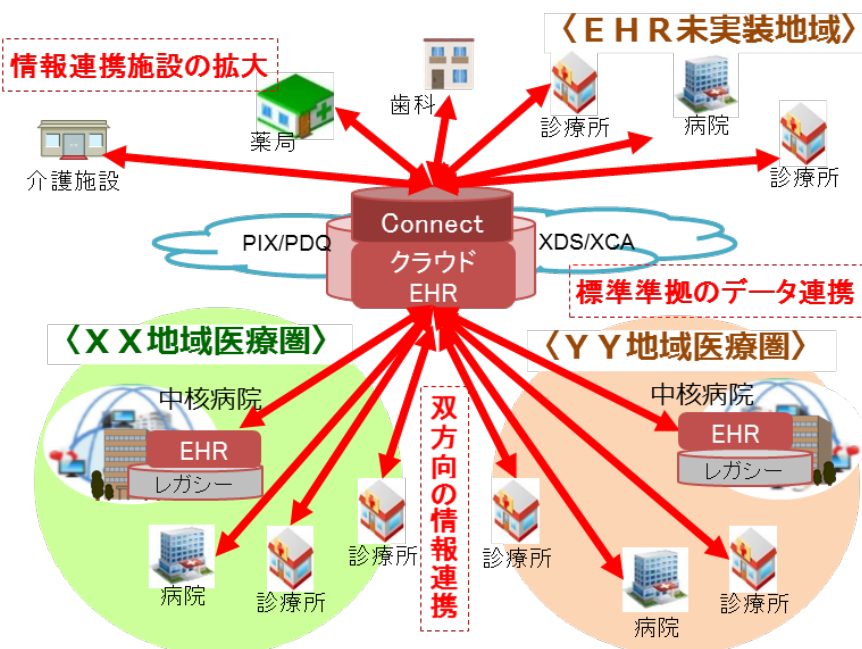 〈ＥＨＲ未実装地域〉
情報連携施設の拡大
歯科
薬局
診療所
病院
介護施設
診療所
Connect
PIX/PDQ
XDS/XCA
クラウド
EHR
標準準拠のデータ連携
〈ＸＸ地域医療圏〉
〈ＹＹ地域医療圏〉
中核病院
EHR
レガシー
双方向の情報連携
中核病院
EHR
レガシー
診療所
診療所
病院
診療所
病院
診療所